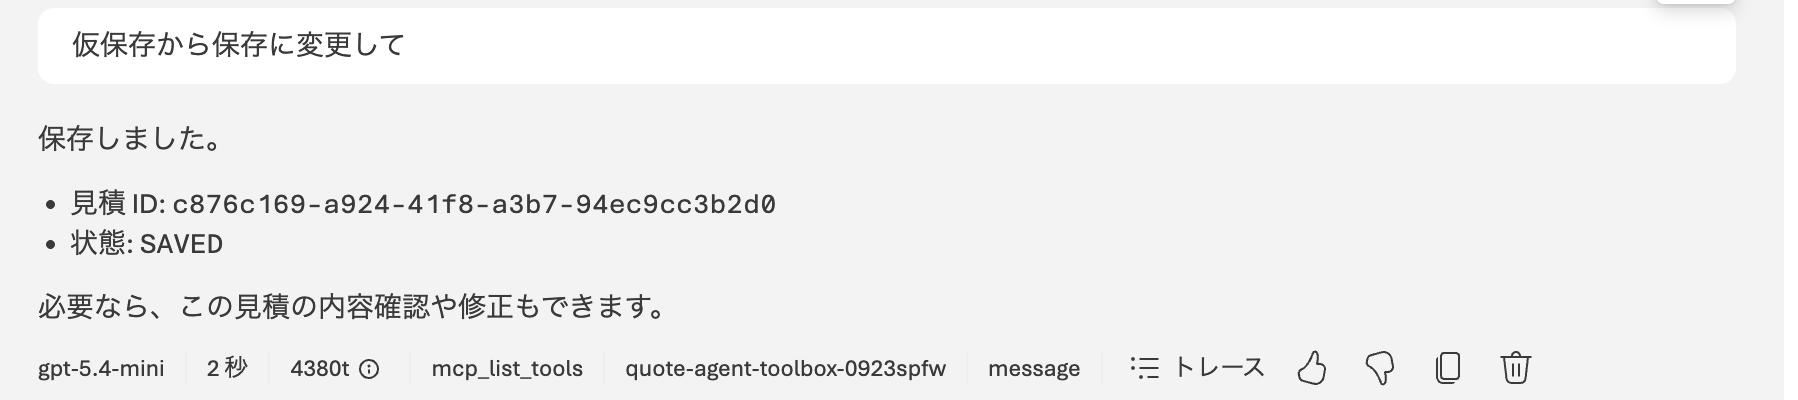 仮保存から保存に変更して
保存しました。
• 見積 ID: c876c169-a924-41f8-a3b7-94ec9cc3b2d0
• 状態: SAVED
必要なら、この見積の内容確認や修正もできます。
gpt-5.4-mini 2 秒 4380t mcp_list_tools quote-agent-toolbox-0923spfw message トレース